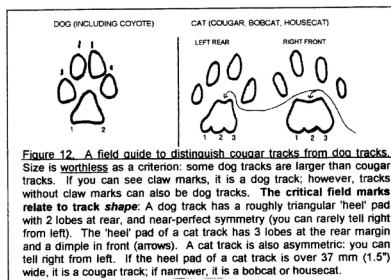 DOG (INCLUDING COYOTE)
CAT (COUGAR, BOBCAT, HOUSECAT)
LEFT REAR
RIGHT FRONT
1 2
1 2 3
1 2 3
Figure 12. A field guide to distinguish cougar tracks from dog tracks.
Size is worthless as a criterion: some dog tracks are larger than cougar
tracks. If you can see claw marks, it is a dog track; however, tracks
without claw marks can also be dog tracks. The critical field marks
relate to track shape: A dog track has a roughly triangular 'heel' pad
with 2 lobes at rear, and near-perfect symmetry (you can rarely tell right
from left). The 'heel' pad of a cat track has 3 lobes at the rear margin
and a dimple in front (arrows). A cat track is also asymmetric: you can
tell right from left. If the heel pad of a cat track is over 37 mm (1.5")
wide, it is a cougar track; if narrower, it is a bobcat or housecat.